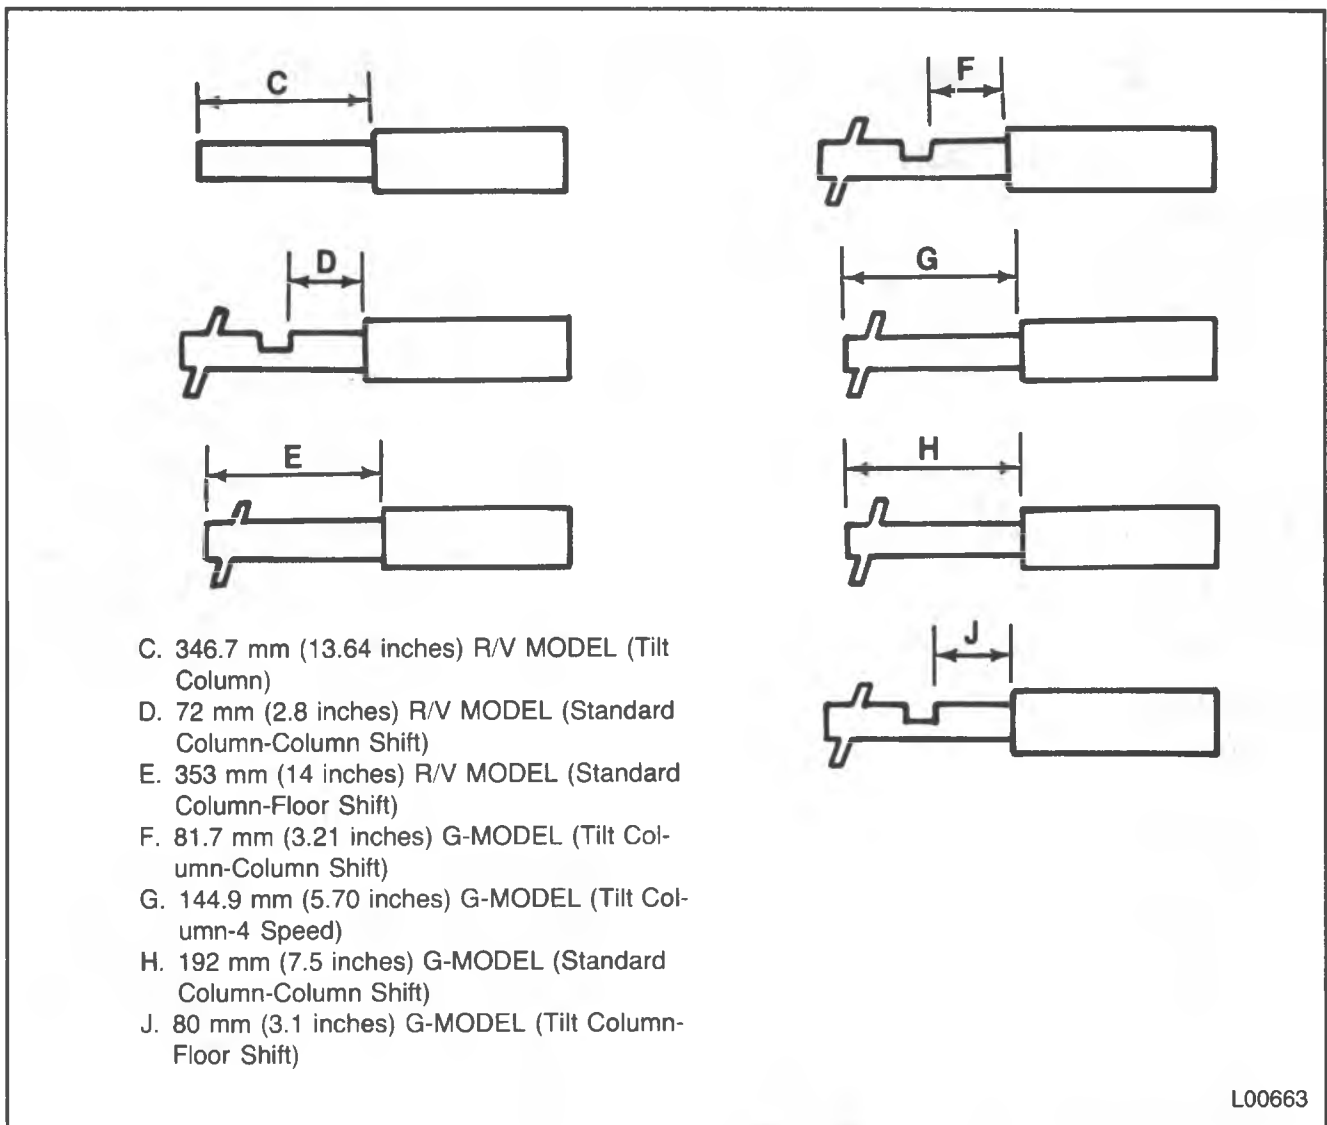 C
F
D
G
E
H
J
C. 346.7 mm (13.64 inches) R/V MODEL (Tilt
Column)
D. 72 mm (2.8 inches) R/V MODEL (Standard
Column-Column Shift)
E. 353 mm (14 inches) R/V MODEL (Standard
Column-Floor Shift)
F. 81.7 mm (3.21 inches) G-MODEL (Tilt Col-
umn-Column Shift)
G. 144.9 mm (5.70 inches) G-MODEL (Tilt Col-
umn-4 Speed)
H. 192 mm (7.5 inches) G-MODEL (Standard
Column-Column Shift)
J. 80 mm (3.1 inches) G-MODEL (Tilt Column-
Floor Shift)
L00663